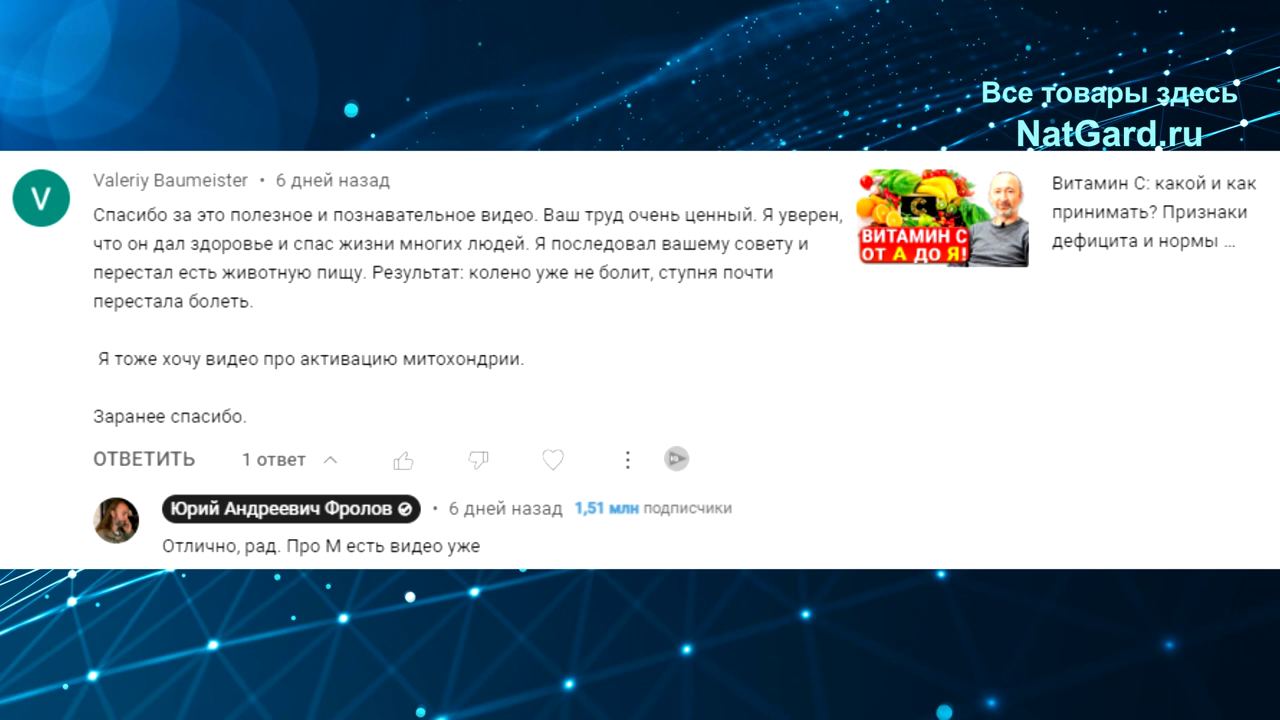 Все товары здесь
NatGard.ru
V
Valeriy Baumeister • 6 дней назад
Спасибо за это полезное и познавательное видео. Ваш труд очень ценный. Я уверен,
что он дал здоровье и спас жизни многих людей. Я последовал вашему совету и
перестал есть животную пищу. Результат: колено уже не болит, ступня почти
перестала болеть.
Я тоже хочу видео про активацию митохондрии.
Заранее спасибо.
ВИТАМИН С
ОТ А ДО Я!
Витамин С: какой и как
принимать? Признаки
дефицита и нормы ...
ОТВЕТИТЬ 1 ответ
Юрий Андреевич Фролов • 6 дней назад 1,51 млн подписчики
Отлично, рад. Про М есть видео уже